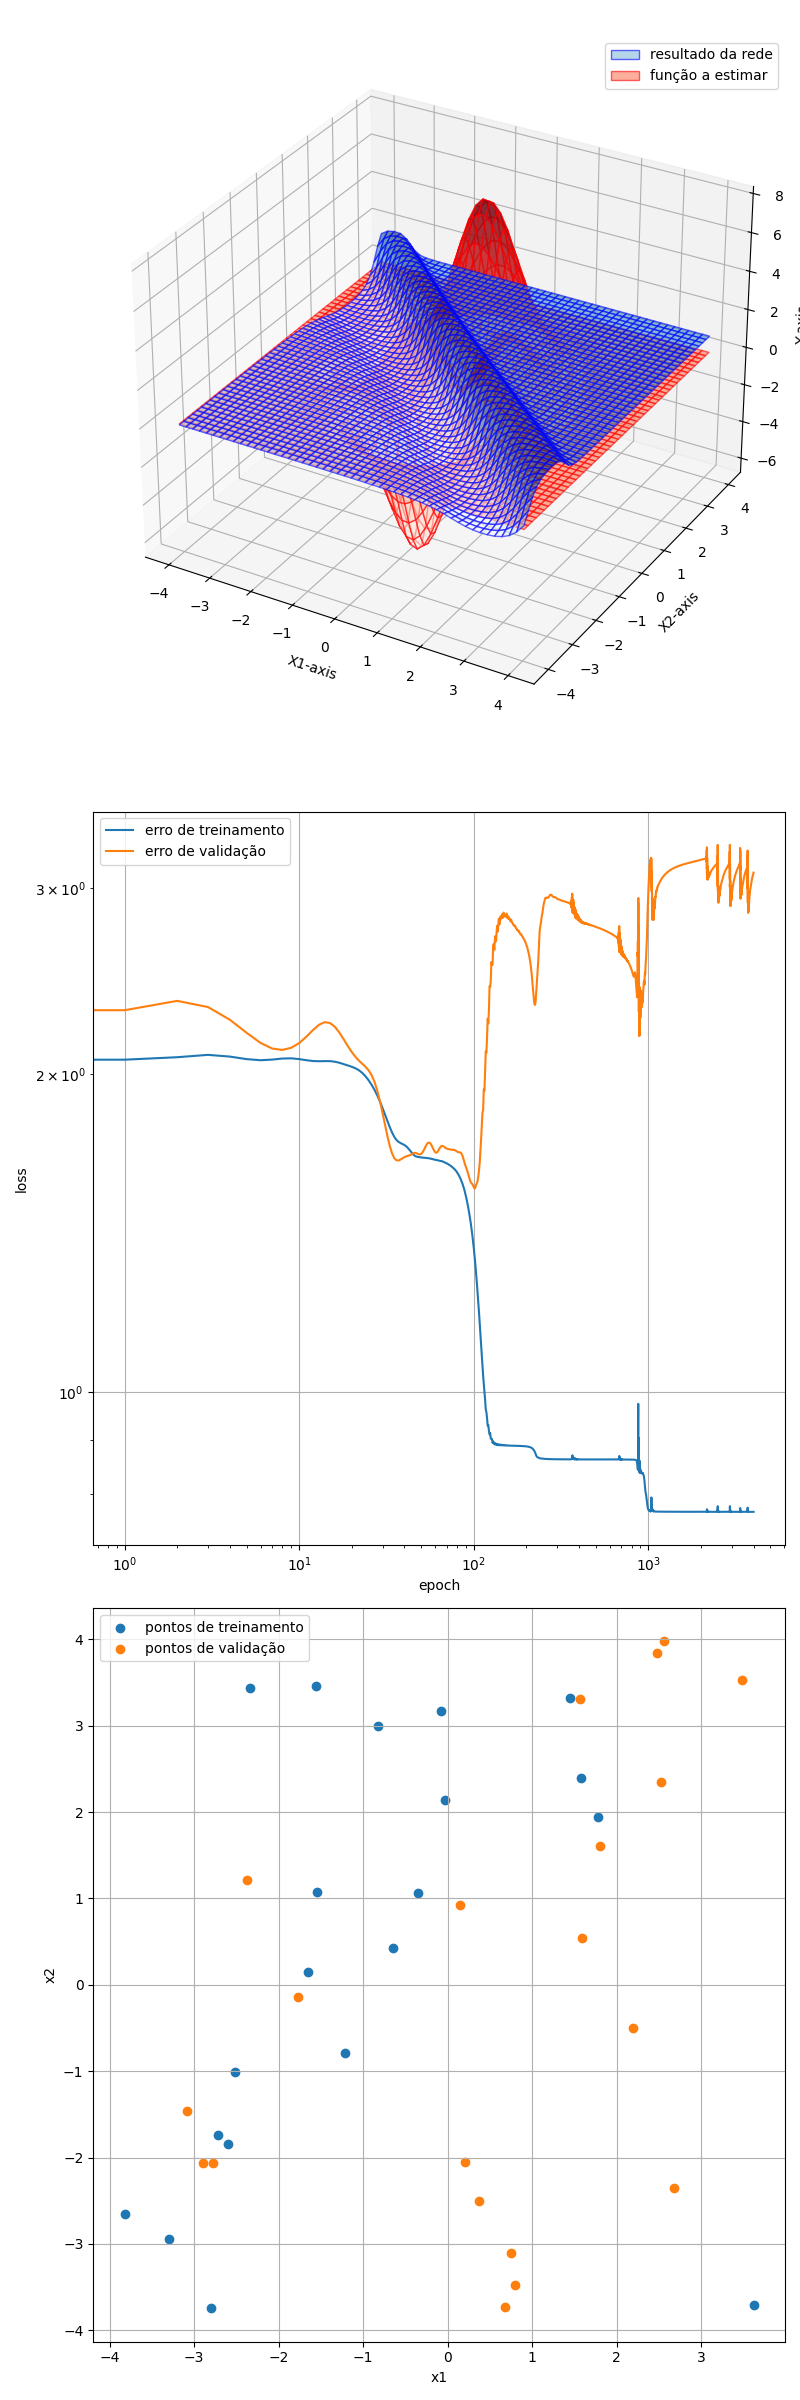 resultado da rede
função a estimar
8
6
4
2
0
−2
−4
−6
−4
−3
−2
−1
0
1
2
3
4
X1-axis
−4
−3
−2
−1
0
1
2
3
4
X2-axis
erro de treinamento
erro de validação
3 × 10⁰
2 × 10⁰
10⁰
loss
10⁰ 10¹ 10² 10³
epoch
pontos de treinamento
pontos de validação
4
3
2
1
0
−1
−2
−3
−4
x2
−4 −3 −2 −1 0 1 2 3
x1